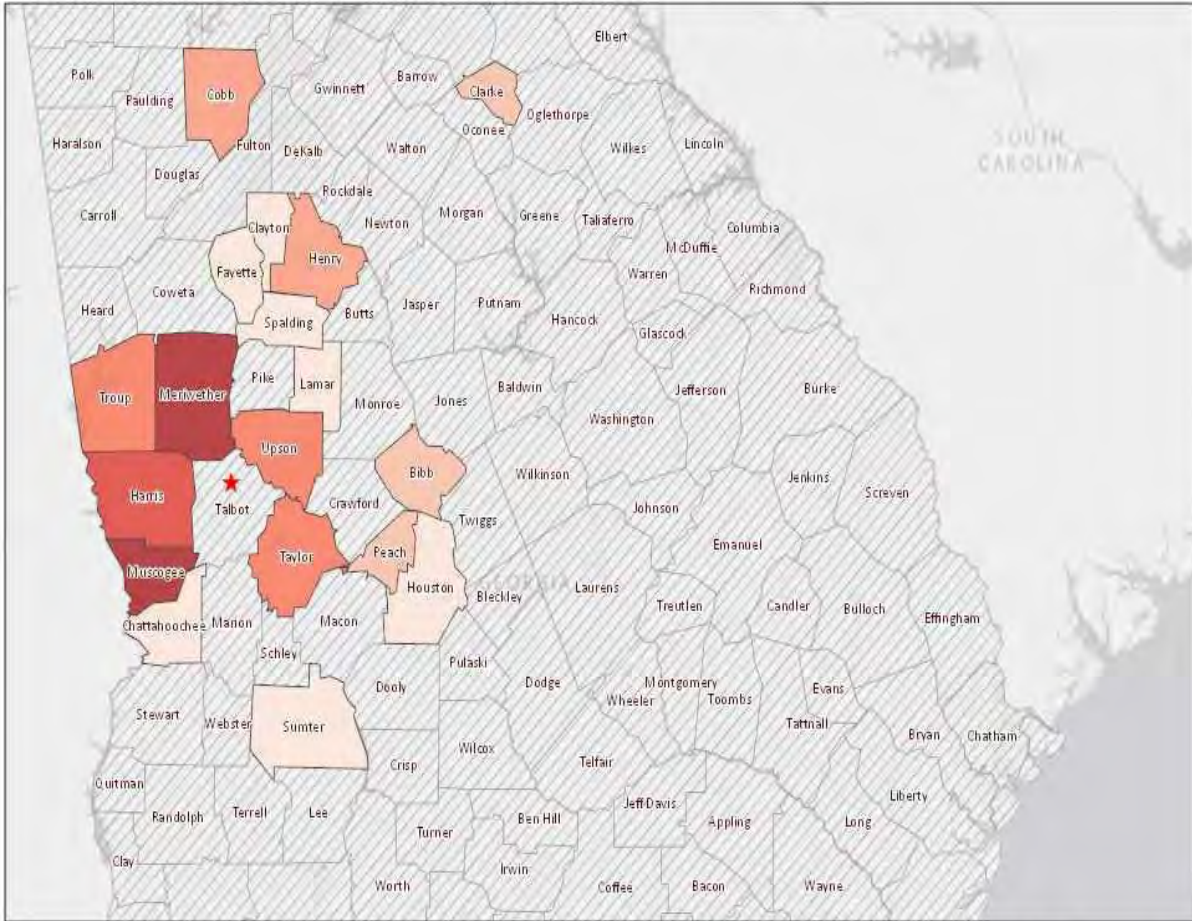 Elbert
Polk
Paulding
Cobb
Gwinnett
Barrow
Clarke
Oglethorpe
Oconee
Haralson
Fulton
DeKalb
Walton
Wilkes
Lincoln
SOUTH
CAROLINA
Douglas
Rockdale
Carroll
Clayton
Newton
Morgan
Greene
Taliaferro
Columbia
McDuffie
Fayette
Henry
Warren
Richmond
Coweta
Heard
Spalding
Butts
Jasper
Putnam
Hancock
Glascock
Troup
Meriwether
Pike
Lamar
Monroe
Jones
Baldwin
Jefferson
Burke
Washington
Upson
Bibb
Wilkinson
Jenkins
Screven
Harris
Talbot
Crawford
Twiggs
Johnson
Emanuel
Muscogee
Taylor
Peach
Houston
Bleckley
Laurens
Treutlen
Candler
Bulloch
Effingham
Chattahoochee
Marion
Macon
Schley
Pulaski
Dooly
Dodge
Montgomery
Wheeler
Toombs
Evans
Tattnall
Bryan
Chatham
Stewart
Webster
Sumter
Wilcox
Crisp
Telfair
Quitman
Randolph
Terrell
Lee
Turner
Ben Hill
Jeff Davis
Appling
Long
Liberty
Clay
Worth
Irwin
Coffee
Bacon
Wayne